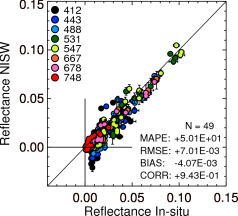 0.15
0.10
0.05
0.00
Reflectance NISW
412
443
488
531
547
667
678
748
N = 49
MAPE: +5.01E+01
RMSE: +7.01E-03
BIAS: -4.07E-03
CORR: +9.43E-01
0.00 0.05 0.10 0.15
Reflectance In-situ